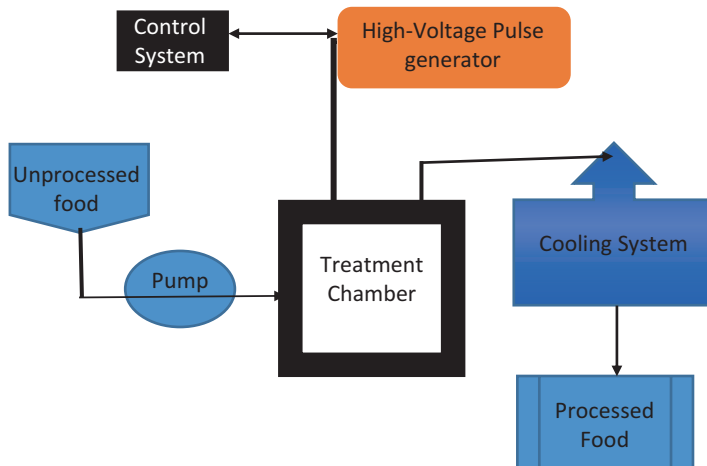 Control
System
High-Voltage Pulse
generator
Unprocessed
food
Pump
Treatment
Chamber
Cooling System
Processed
Food